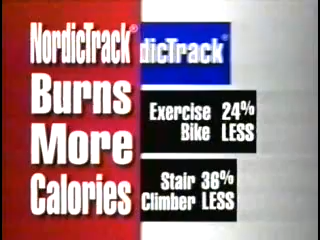 NordicTrack®
Burns
More
Calories
dicTrack®
Exercise 24%
Bike LESS
Stair 36%
Climber LESS